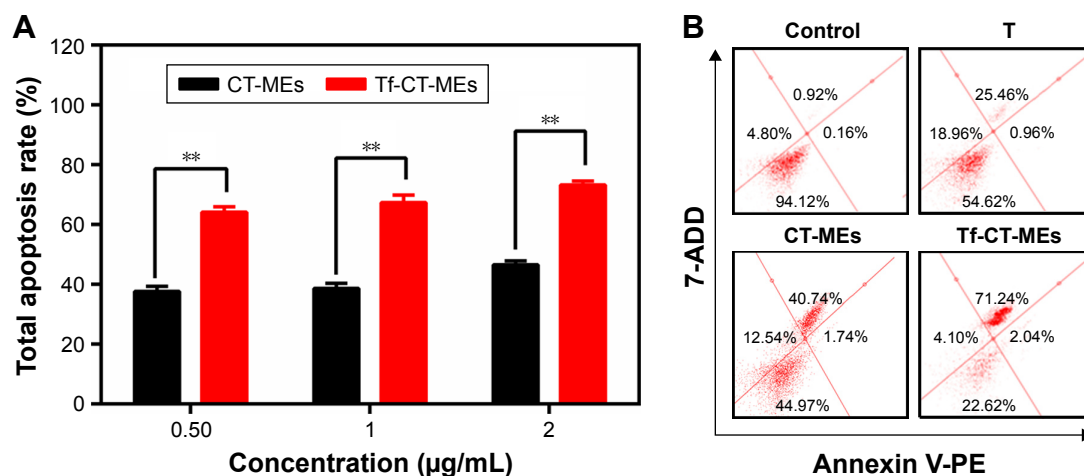 A
Total apoptosis rate (%)
120
100
80
60
40
20
0
CT-MEs
Tf-CT-MEs
**
**
**
0.50
1
2
Concentration (µg/mL)
B
7-ADD
Annexin V-PE
Control
0.92%
4.80%
0.16%
94.12%
T
25.46%
18.96%
0.96%
54.62%
CT-MEs
40.74%
12.54%
1.74%
44.97%
Tf-CT-MEs
71.24%
4.10%
2.04%
22.62%